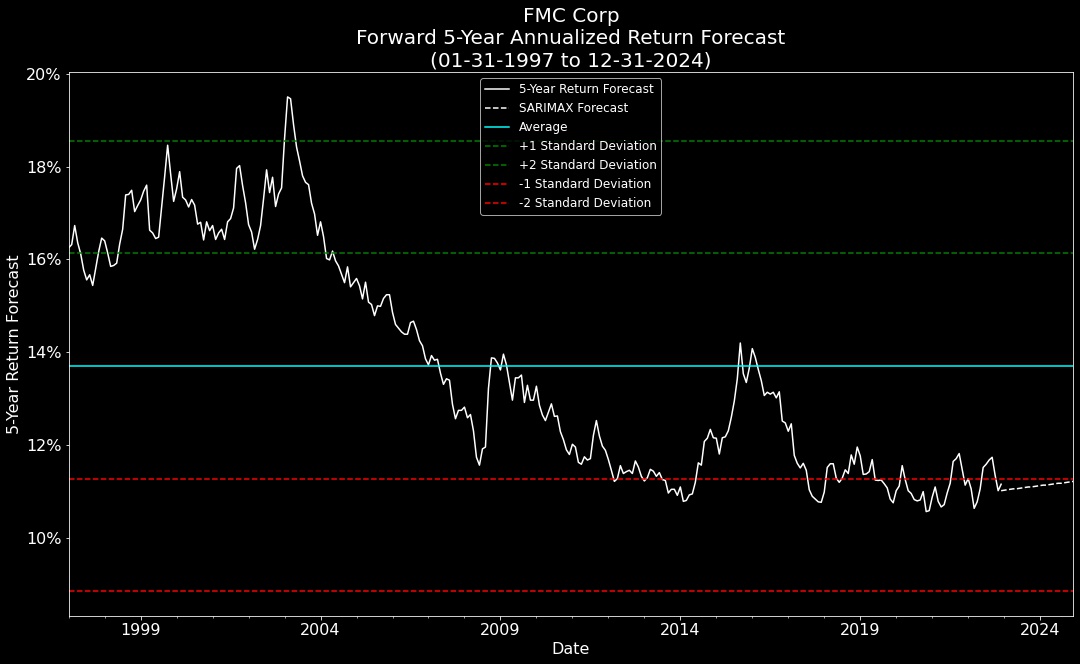 FMC Corp
Forward 5-Year Annualized Return Forecast
(01-31-1997 to 12-31-2024)
20%
18%
16%
14%
12%
10%
5-Year Return Forecast
5-Year Return Forecast
SARIMAX Forecast
Average
+1 Standard Deviation
+2 Standard Deviation
-1 Standard Deviation
-2 Standard Deviation
1999
2004
2009
2014
2019
2024
Date